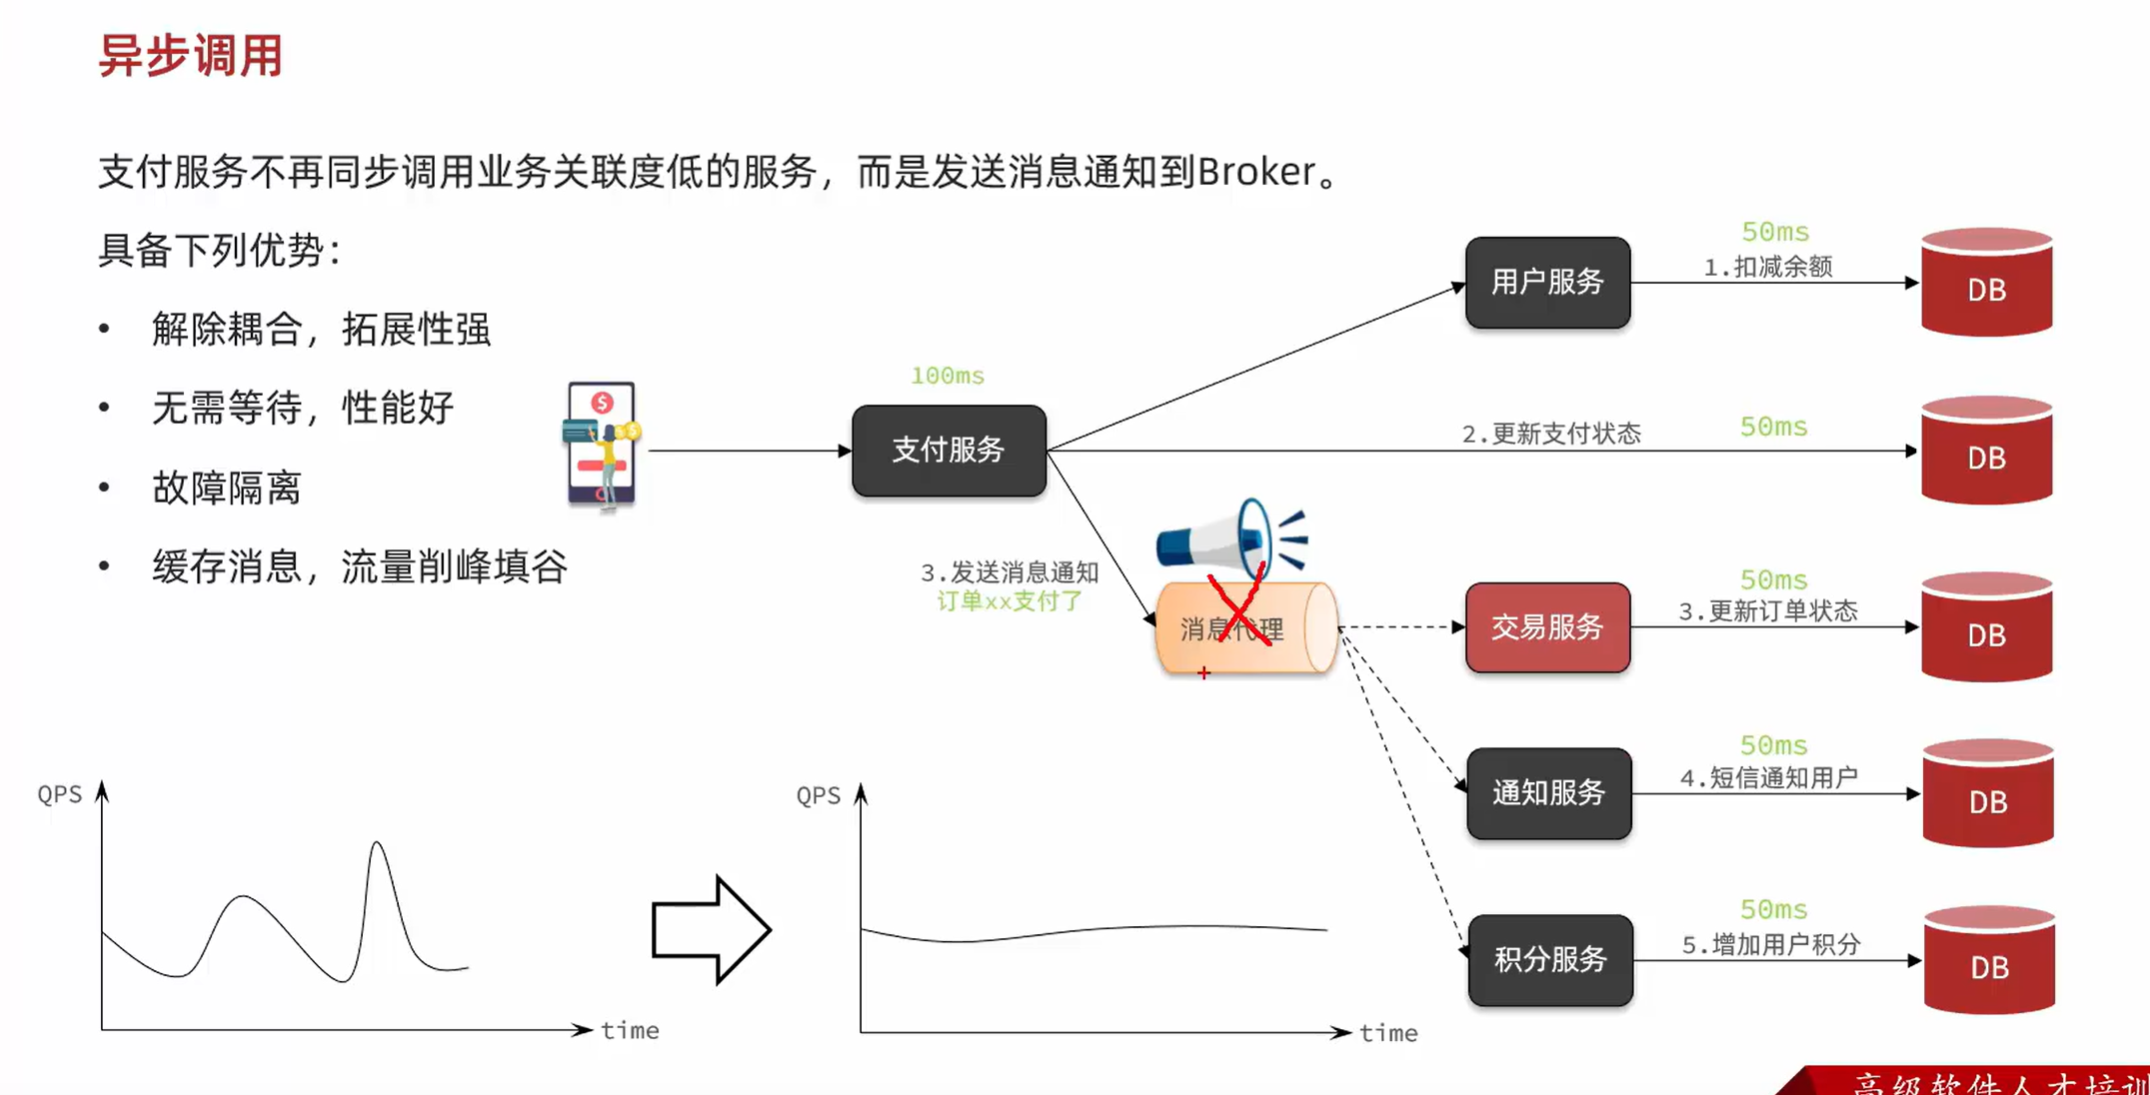 异步调用
支付服务不再同步调用业务关联度低的服务，而是发送消息通知到Broker。
具备下列优势：
• 解除耦合，拓展性强
• 无需等待，性能好
• 故障隔离
• 缓存消息，流量削峰填谷
100ms
支付服务
用户服务
50ms
1.扣减余额
DB
2.更新支付状态
50ms
DB
3.发送消息通知
订单xx支付了
消息代理
交易服务
50ms
3.更新订单状态
DB
通知服务
50ms
4.短信通知用户
DB
积分服务
50ms
5.增加用户积分
DB
QPS
time
QPS
time
高级软件人才培训